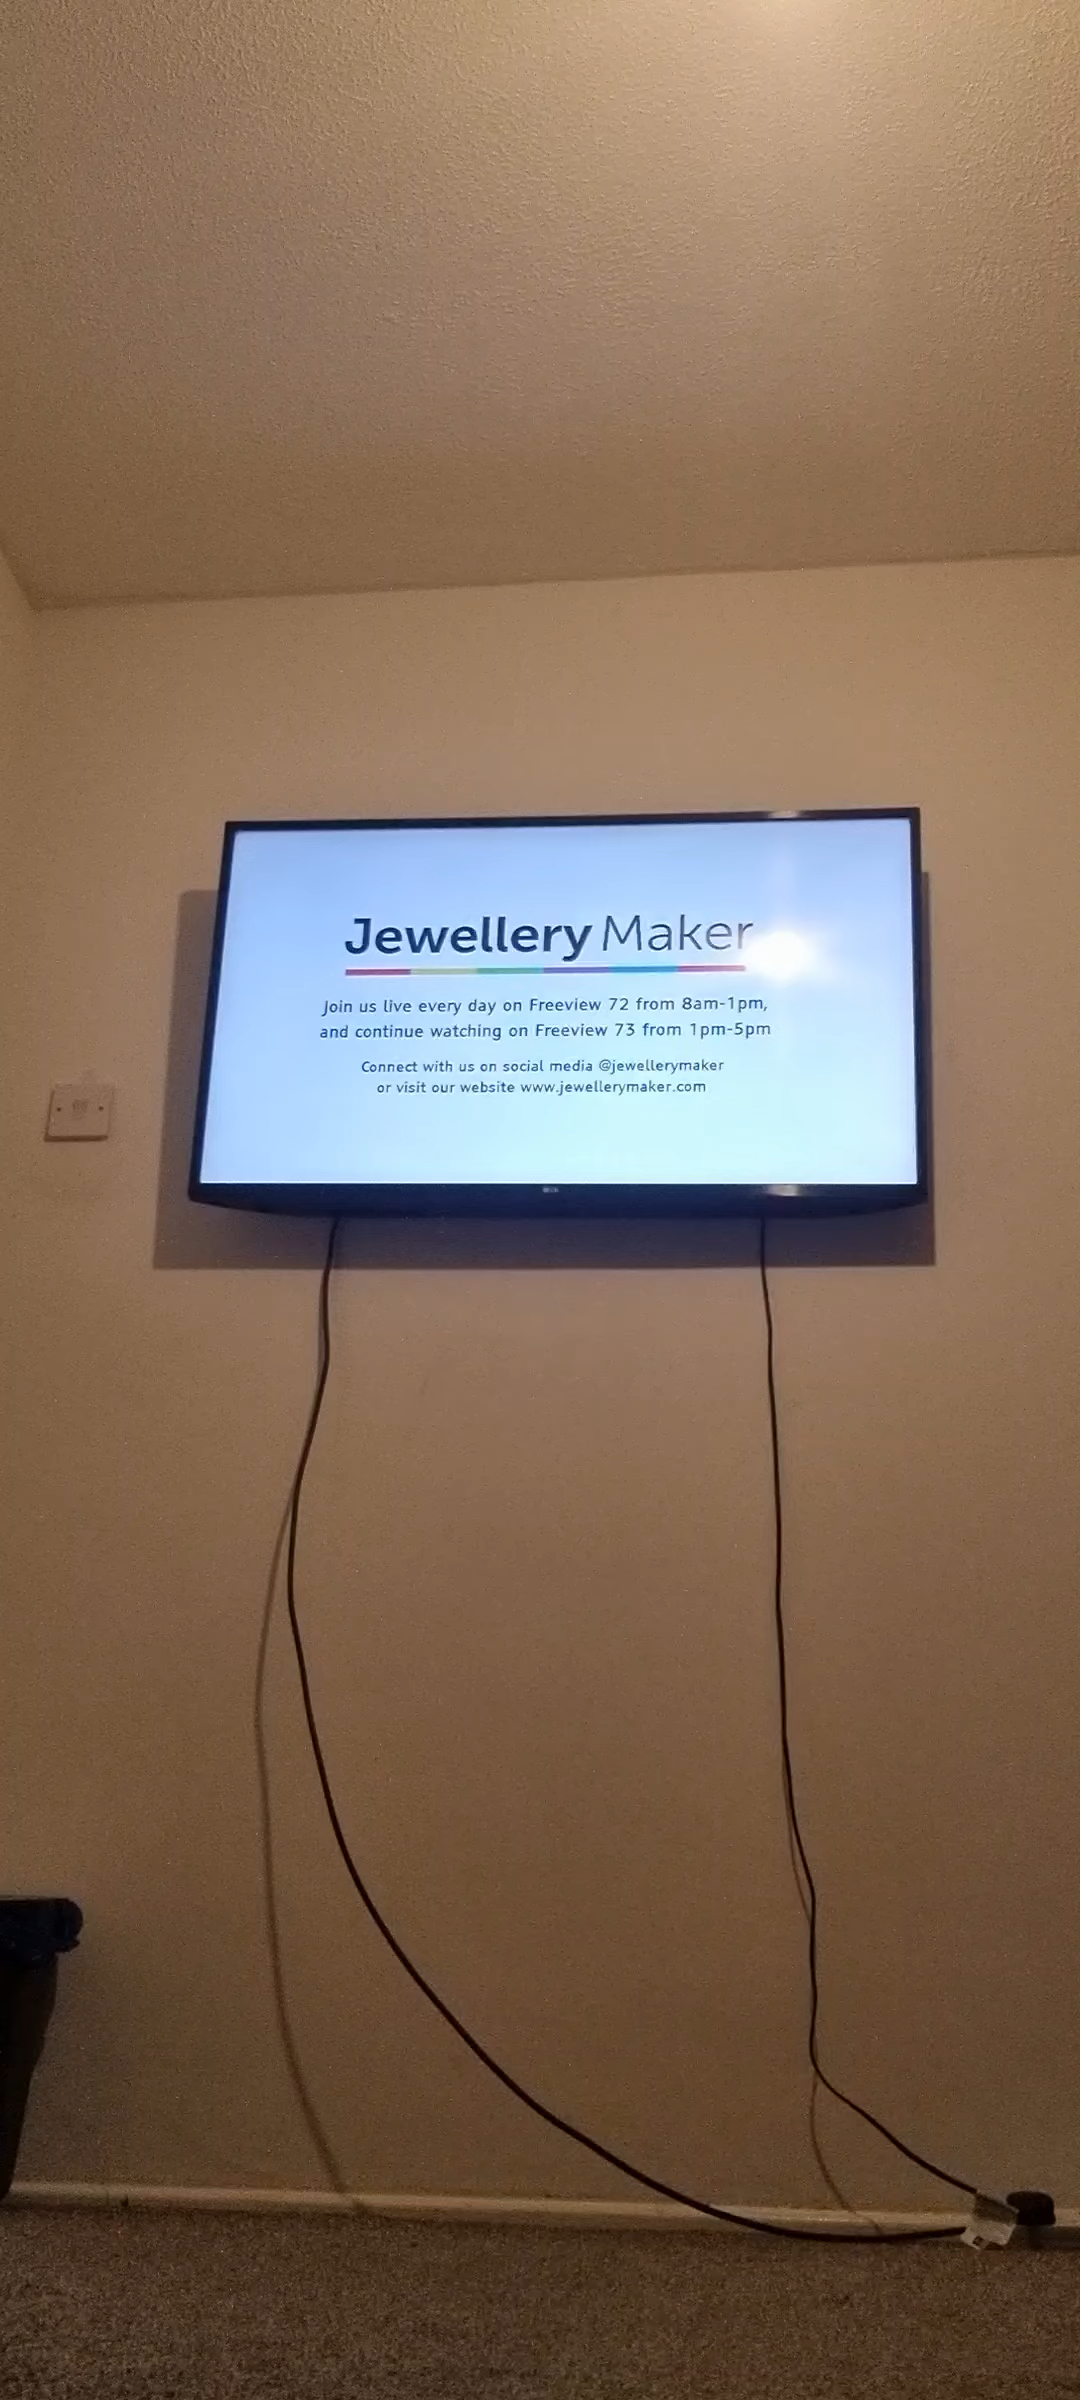 Jewellery Maker
Join us live every day on Freeview 72 from 8am-1pm,
and continue watching on Freeview 73 from 1pm-5pm
Connect with us on social media @jewellerymaker
or visit our website www.jewellerymaker.com
LG